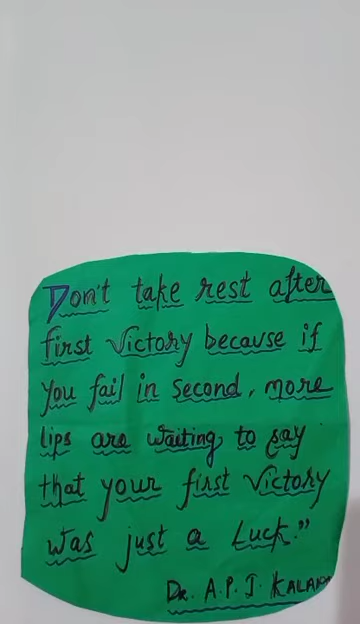 Don't take rest after
first Victory because if
you fail in second, more
lips are waiting to say
that your first Victory
was just a Luck."
DR. A.P.J. KALAM